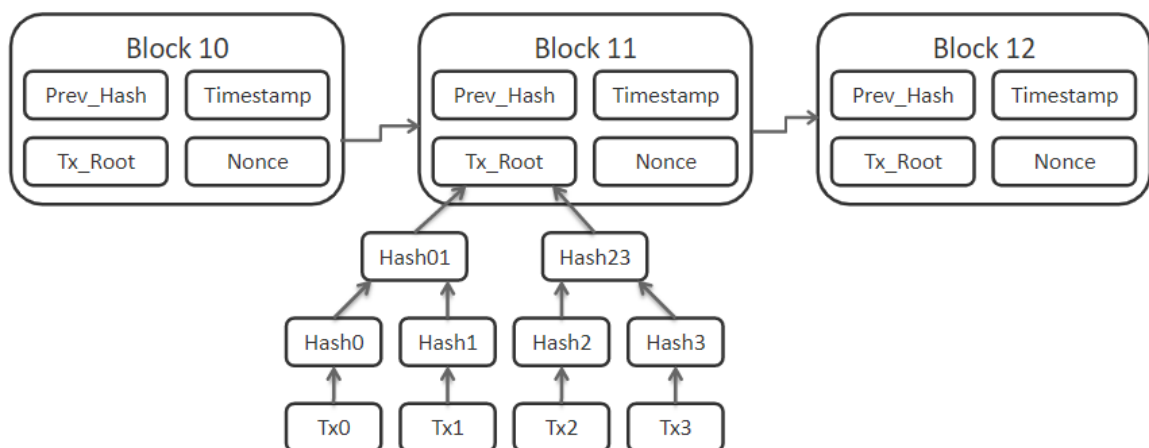 Block 10
Block 11
Block 12
Prev_Hash
Timestamp
Prev_Hash
Timestamp
Prev_Hash
Timestamp
Tx_Root
Nonce
Tx_Root
Nonce
Tx_Root
Nonce
Hash01
Hash23
Hash0
Hash1
Hash2
Hash3
Tx0
Tx1
Tx2
Tx3